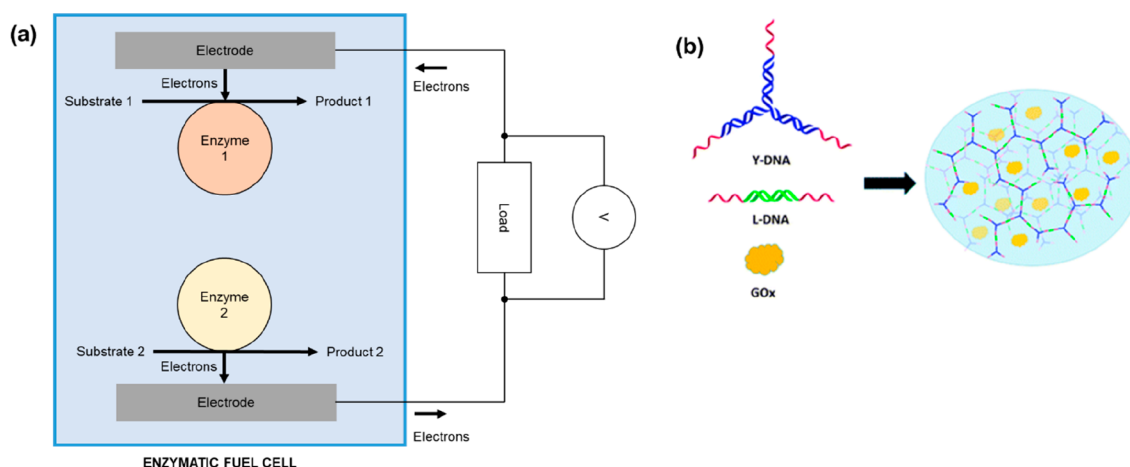 (a)
Electrode
Electrons
Substrate 1
Product 1
Enzyme
1
Electrons
Load
V
Enzyme
2
Substrate 2
Product 2
Electrons
Electrode
Electrons
ENZYMATIC FUEL CELL
(b)
Y-DNA
L-DNA
GOx